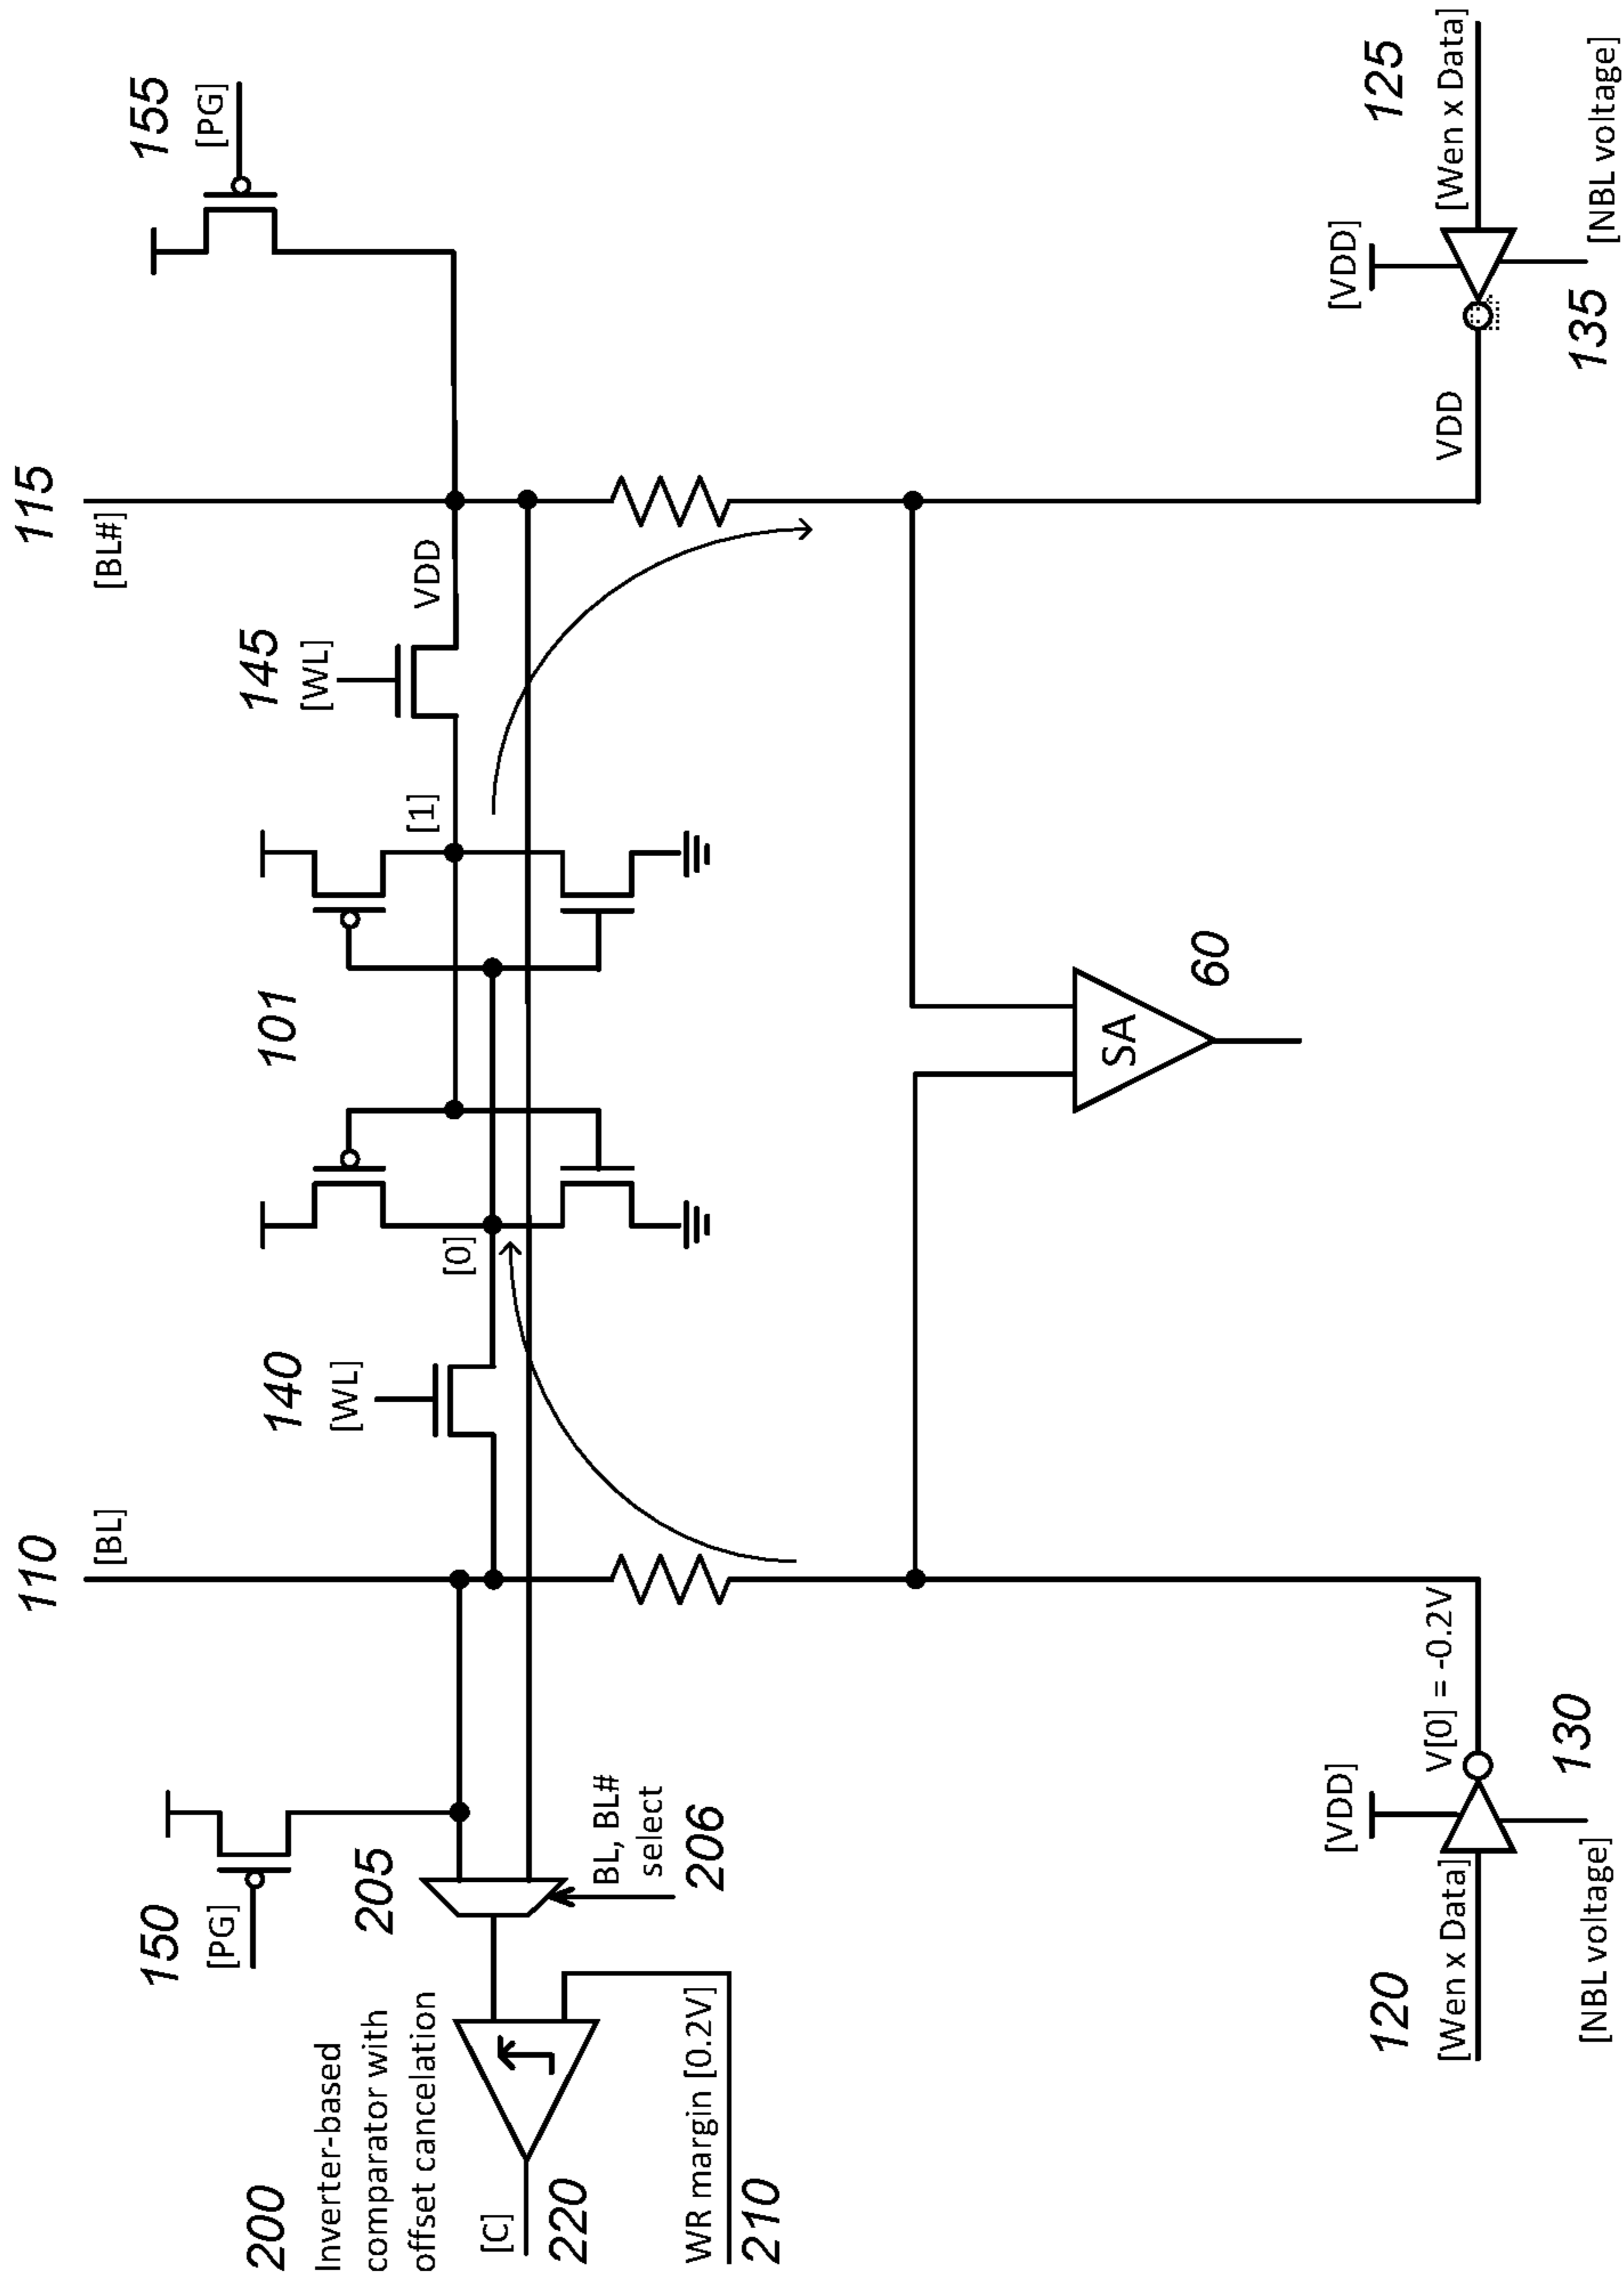 110
[BL]
115
[BL#]
150
[PG]
155
[PG]
140
[WL]
101
145
[WL]
[0]
[1]
VDD
200
Inverter-based
comparator with
offset cancelation
205
[C]
220
BL, BL#
select
206
WR margin [0.2V]
210
SA
60
[VDD]
V[0] = -0.2V
120
[Wen x Data]
[NBL voltage]
130
VDD
[VDD]
125
[Wen x Data]
135
[NBL voltage]